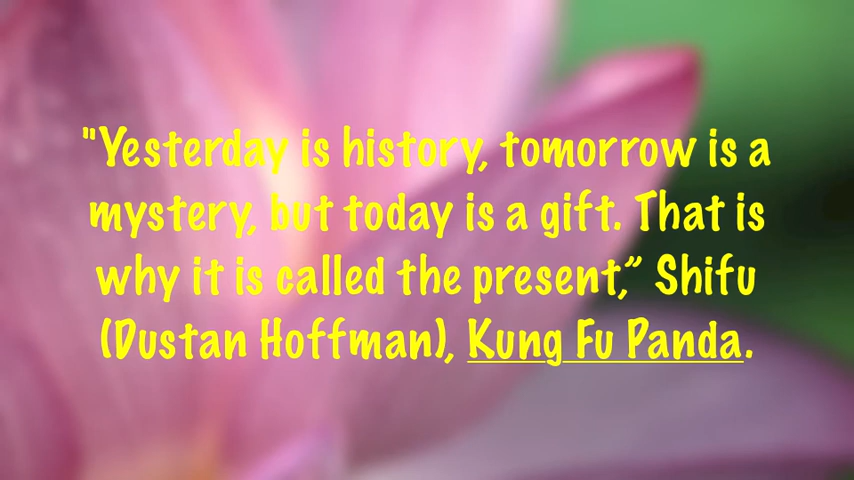 "Yesterday is history, tomorrow is a
mystery, but today is a gift. That is
why it is called the present,” Shifu
(Dustan Hoffman), Kung Fu Panda.